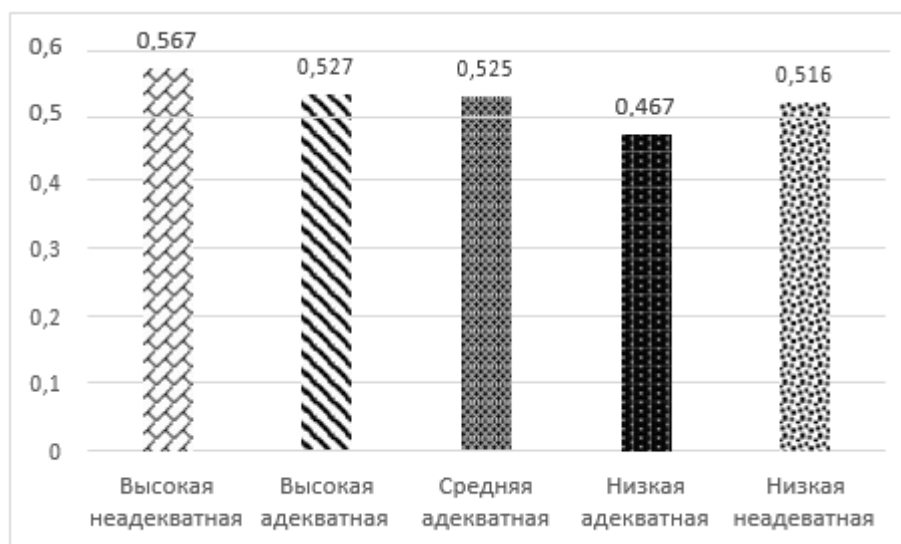 0,6
0,567
0,527
0,525
0,516
0,5
0,467
0,4
0,3
0,2
0,1
0
Высокая неадекватная
Высокая адекватная
Средняя адекватная
Низкая адекватная
Низкая неадеватная